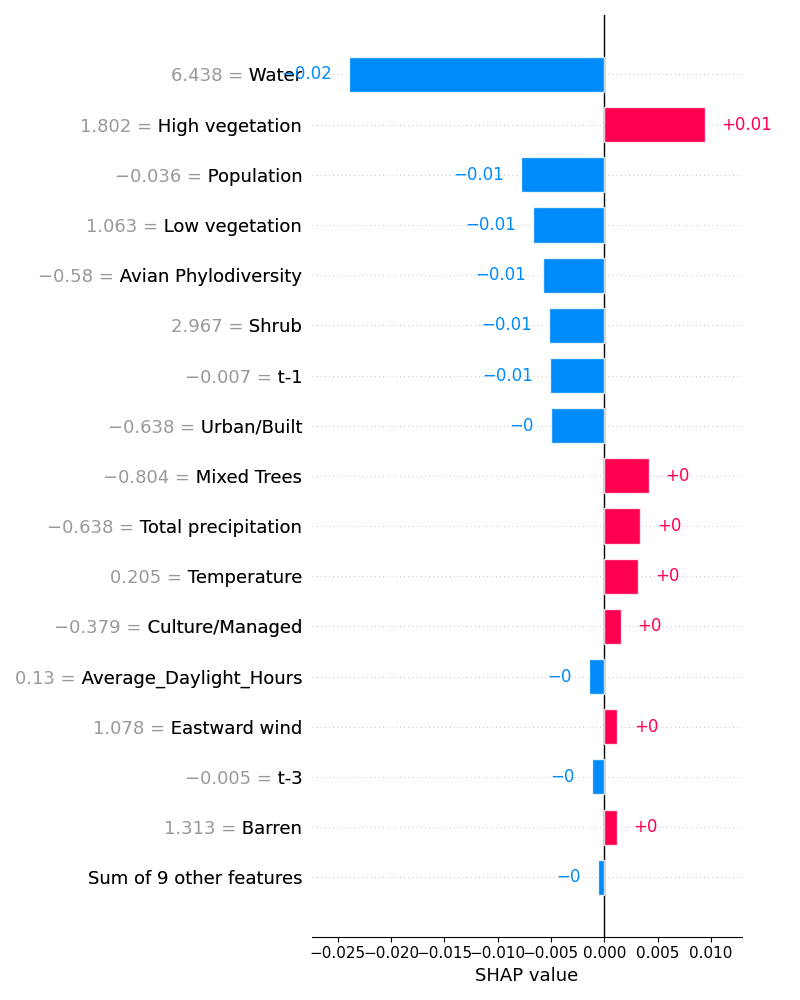 6.438 = Water −0.02
1.802 = High vegetation +0.01
−0.036 = Population −0.01
1.063 = Low vegetation −0.01
−0.58 = Avian Phylodiversity −0.01
2.967 = Shrub −0.01
−0.007 = t-1 −0.01
−0.638 = Urban/Built −0
−0.804 = Mixed Trees +0
−0.638 = Total precipitation +0
0.205 = Temperature +0
−0.379 = Culture/Managed +0
0.13 = Average_Daylight_Hours −0
1.078 = Eastward wind +0
−0.005 = t-3 −0
1.313 = Barren +0
Sum of 9 other features −0
−0.025 −0.020 −0.015 −0.010 −0.005 0.000 0.005 0.010
SHAP value